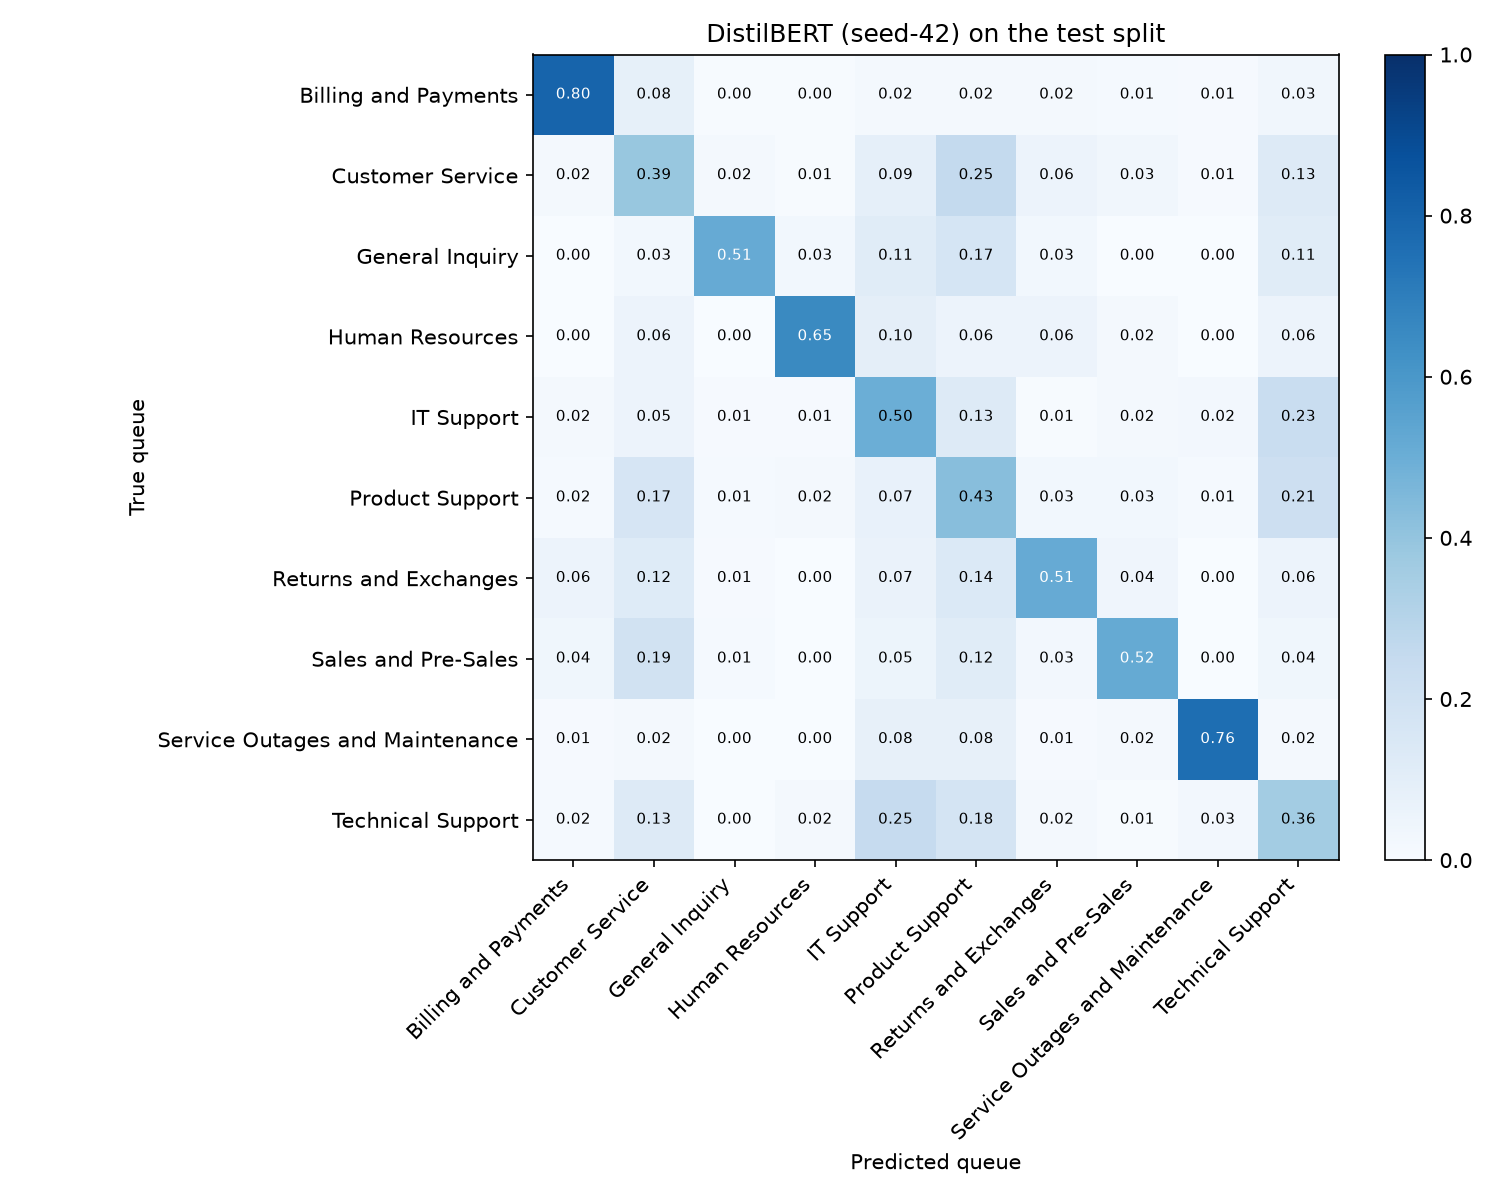 DistilBERT (seed-42) on the test split
Billing and Payments 0.80 0.08 0.00 0.00 0.02 0.02 0.02 0.01 0.01 0.03
Customer Service 0.02 0.39 0.02 0.01 0.09 0.25 0.06 0.03 0.01 0.13
General Inquiry 0.00 0.03 0.51 0.03 0.11 0.17 0.03 0.00 0.00 0.11
Human Resources 0.00 0.06 0.00 0.65 0.10 0.06 0.06 0.02 0.00 0.06
IT Support 0.02 0.05 0.01 0.01 0.50 0.13 0.01 0.02 0.02 0.23
Product Support 0.02 0.17 0.01 0.02 0.07 0.43 0.03 0.03 0.01 0.21
Returns and Exchanges 0.06 0.12 0.01 0.00 0.07 0.14 0.51 0.04 0.00 0.06
Sales and Pre-Sales 0.04 0.19 0.01 0.00 0.05 0.12 0.03 0.52 0.00 0.04
Service Outages and Maintenance 0.01 0.02 0.00 0.00 0.08 0.08 0.01 0.02 0.76 0.02
Technical Support 0.02 0.13 0.00 0.02 0.25 0.18 0.02 0.01 0.03 0.36
True queue
Billing and Payments
Customer Service
General Inquiry
Human Resources
IT Support
Product Support
Returns and Exchanges
Sales and Pre-Sales
Service Outages and Maintenance
Technical Support
Predicted queue
1.0
0.8
0.6
0.4
0.2
0.0